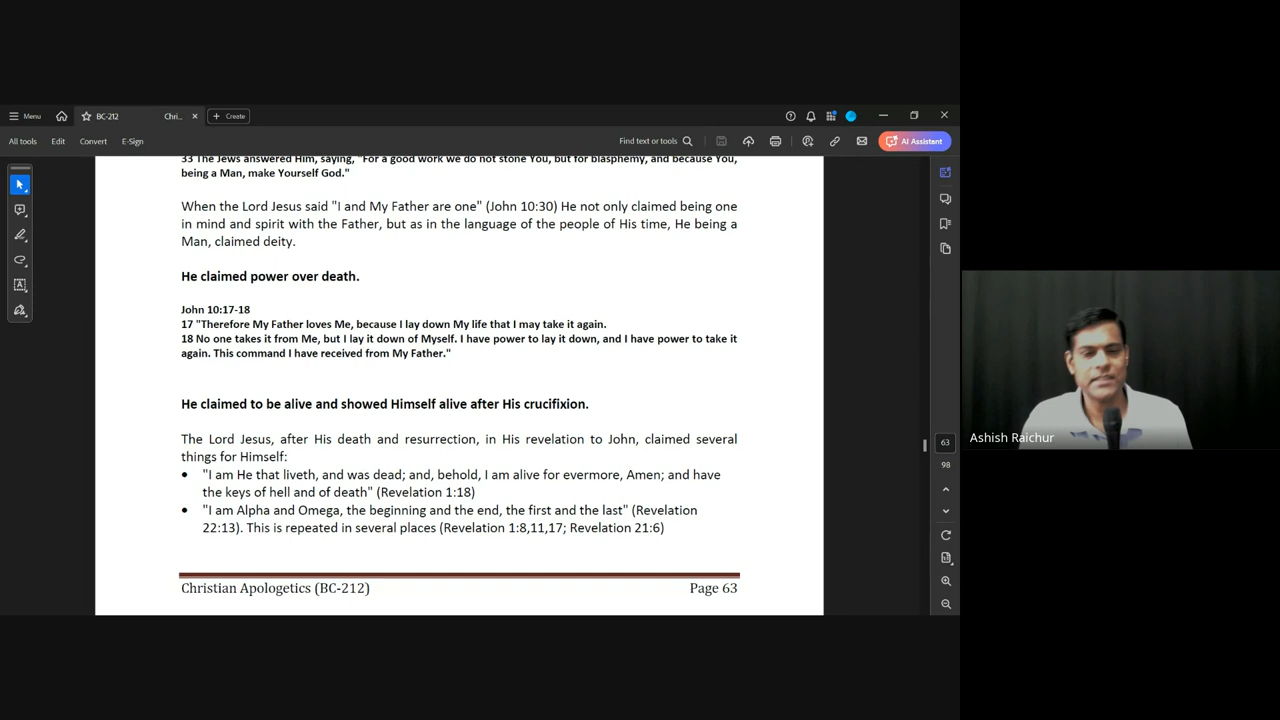 Menu
BC-212
Chri...
Create
All tools
Edit
Convert
E-Sign
Find text or tools
AI Assistant
33 The Jews answered Him, saying, "For a good work we do not stone You, but for blasphemy, and because You,
being a Man, make Yourself God."
When the Lord Jesus said "I and My Father are one" (John 10:30) He not only claimed being one
in mind and spirit with the Father, but as in the language of the people of His time, He being a
Man, claimed deity.
He claimed power over death.
John 10:17-18
17 "Therefore My Father loves Me, because I lay down My life that I may take it again.
18 No one takes it from Me, but I lay it down of Myself. I have power to lay it down, and I have power to take it
again. This command I have received from My Father."
He claimed to be alive and showed Himself alive after His crucifixion.
The Lord Jesus, after His death and resurrection, in His revelation to John, claimed several
things for Himself:
• "I am He that liveth, and was dead; and, behold, I am alive for evermore, Amen; and have
the keys of hell and of death" (Revelation 1:18)
• "I am Alpha and Omega, the beginning and the end, the first and the last" (Revelation
22:13). This is repeated in several places (Revelation 1:8,11,17; Revelation 21:6)
Christian Apologetics (BC-212)
Page 63
63
98
Ashish Raichur